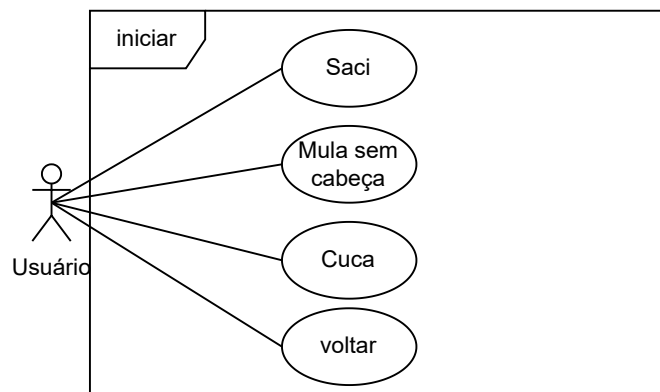 iniciar
Saci
Mula sem
cabeça
Cuca
Usuário
voltar